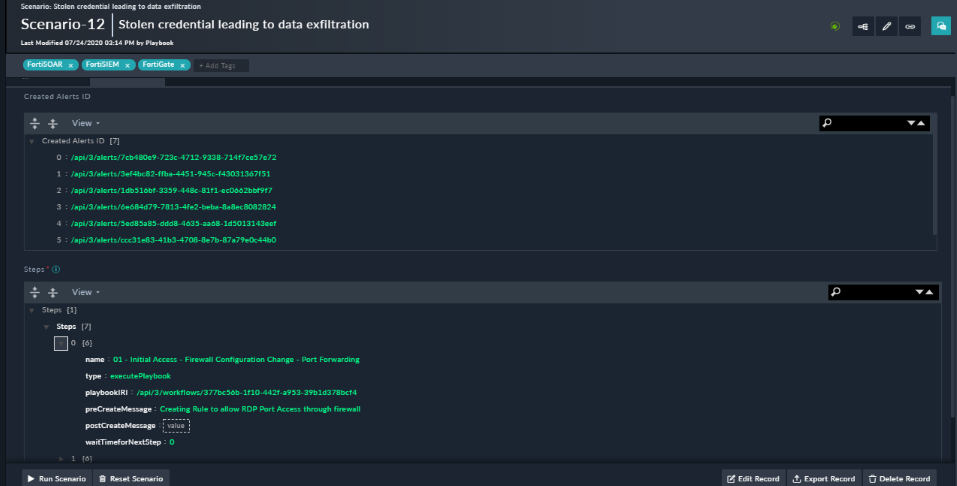 Scenario: Stolen credential leading to data exfiltration
Scenario-12 Stolen credential leading to data exfiltration
Last Modified 07/24/2020 03:14 PM by Playbook
FortiSOAR x FortiSIEM x FortiGate x + Add Tags
Created Alerts ID
View
Created Alerts ID [7]
0 : /api/3/alerts/7cb480e9-723c-4712-9338-714f7ce57e72
1 : /api/3/alerts/3ef4bc82-ffba-4451-945c-f43031367f51
2 : /api/3/alerts/1db516bf-3359-448c-81f1-ec0662bbf9f7
3 : /api/3/alerts/6e684d79-7813-4fe2-beba-8a8ec8082824
4 : /api/3/alerts/5ed85a85-ddd8-4635-aa68-1d5013143eef
5 : /api/3/alerts/ccc31e83-41b3-4708-8e7b-87a79e0c44b0
Steps *
View
Steps [1]
Steps [7]
0 [6]
name : 01 - Initial Access - Firewall Configuration Change - Port Forwarding
type : executePlaybook
playbookIRI : /api/3/workflows/377bc56b-1f10-442f-a953-39b1d378bcf4
preCreateMessage : Creating Rule to allow RDP Port Access through firewall
postCreateMessage : value
waitTimeforNextStep : 0
1 [6]
Run Scenario Reset Scenario Edit Record Export Record Delete Record